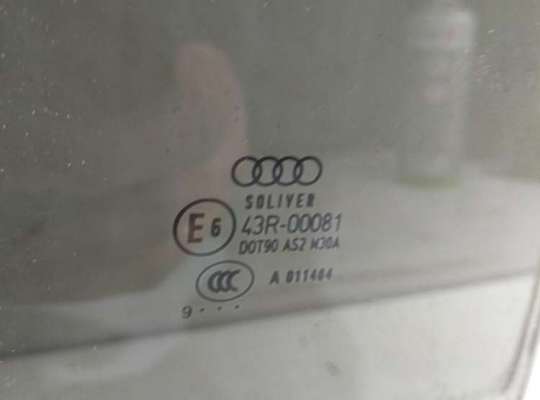 SOLIVER
E6 43R-00081
DOT90 AS2 M30A
CCC A 011464
9 · · ·